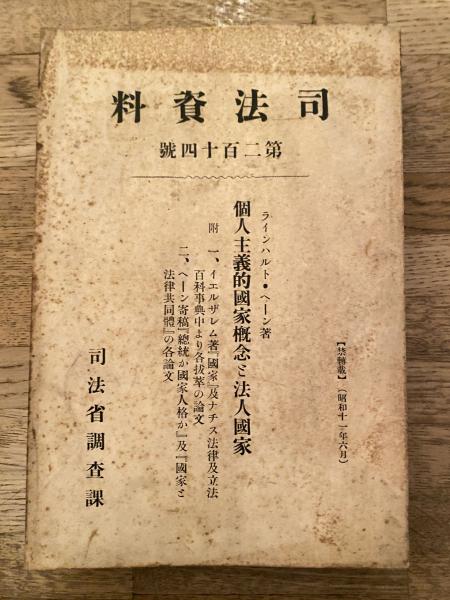 司法資料
第二百十四號
【禁轉載】(昭和十一年六月)
ラインハルト・ヘーン著
個人主義的國家槪念と法人國家
附 一、イエルザレム著『國家』及ナチス法律及立法
百科事典中より各拔萃の論文
二、ヘーン寄稿『總統か國家人格か』及『國家と
法律共同體』の各論文
司法省調査課